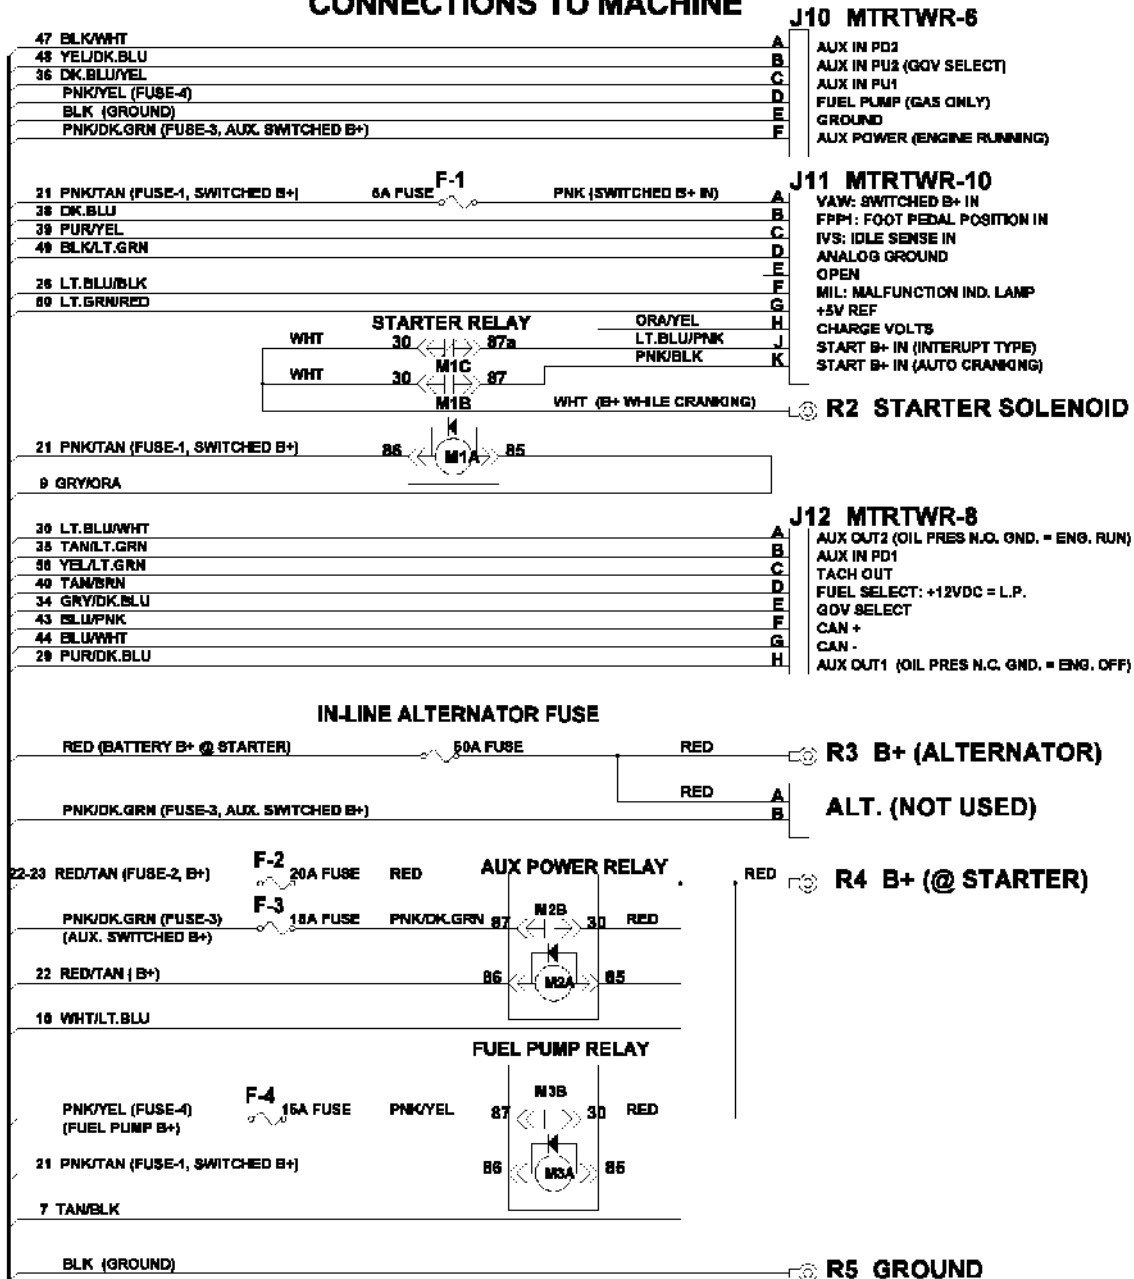 CONNECTIONS TO MACHINE
J10 MTRTWR-6
47 BLK/WHT A AUX IN PD2
48 YEL/DK.BLU B AUX IN PU2 (GOV SELECT)
36 DK.BLU/YEL C AUX IN PU1
PNK/YEL (FUSE-4) D FUEL PUMP (GAS ONLY)
BLK (GROUND) E GROUND
PNK/DK.GRN (FUSE-3, AUX. SWITCHED B+) F AUX POWER (ENGINE RUNNING)
J11 MTRTWR-10
F-1
21 PNK/TAN (FUSE-1, SWITCHED B+) 5A FUSE PNK (SWITCHED B+ IN) A VAW: SWITCHED B+ IN
38 DK.BLU B FPP1: FOOT PEDAL POSITION IN
39 PUR/YEL C IVS: IDLE SENSE IN
49 BLK/LT.GRN D ANALOG GROUND
E OPEN
26 LT.BLU/BLK F MIL: MALFUNCTION IND. LAMP
50 LT.GRN/RED G +5V REF
STARTER RELAY ORA/YEL H CHARGE VOLTS
WHT 30 87a LT.BLU/PNK J START B+ IN (INTERUPT TYPE)
M1C PNK/BLK K START B+ IN (AUTO CRANKING)
WHT 30 87
M1B WHT (B+ WHILE CRANKING) R2 STARTER SOLENOID
21 PNK/TAN (FUSE-1, SWITCHED B+) 86 M1A 85
9 GRY/ORA
J12 MTRTWR-8
30 LT.BLU/WHT A AUX OUT2 (OIL PRES N.O. GND. = ENG. RUN)
35 TAN/LT.GRN B AUX IN PD1
56 YEL/LT.GRN C TACH OUT
40 TAN/BRN D FUEL SELECT: +12VDC = L.P.
34 GRY/DK.BLU E GOV SELECT
43 BLU/PNK F CAN +
44 BLU/WHT G CAN -
29 PUR/DK.BLU H AUX OUT1 (OIL PRES N.C. GND. = ENG. OFF)
IN-LINE ALTERNATOR FUSE
RED (BATTERY B+ @ STARTER) 50A FUSE RED R3 B+ (ALTERNATOR)
RED A
PNK/DK.GRN (FUSE-3, AUX. SWITCHED B+) B ALT. (NOT USED)
F-2 AUX POWER RELAY
22-23 RED/TAN (FUSE-2, B+) 20A FUSE RED RED R4 B+ (@ STARTER)
F-3 M2B
PNK/DK.GRN (FUSE-3) 15A FUSE PNK/DK.GRN 87 30 RED
(AUX. SWITCHED B+)
22 RED/TAN ( B+) 86 M2A 85
18 WHT/LT.BLU
FUEL PUMP RELAY
F-4 M3B
PNK/YEL (FUSE-4) 15A FUSE PNK/YEL 87 30 RED
(FUEL PUMP B+)
21 PNK/TAN (FUSE-1, SWITCHED B+) 86 M3A 85
7 TAN/BLK
BLK (GROUND) R5 GROUND